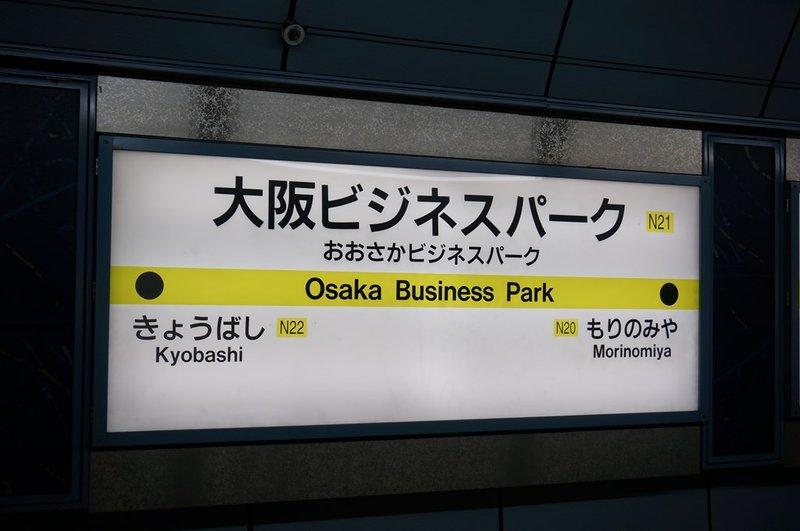 大阪ビジネスパーク N21
おおさかビジネスパーク
Osaka Business Park
きょうばし N22 N20 もりのみや
Kyobashi Morinomiya